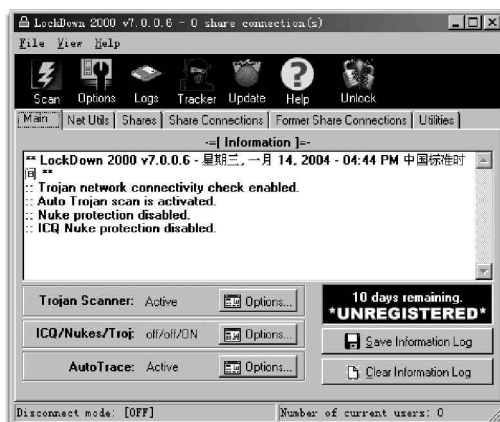 LockDown 2000 v7.0.0.6 - 0 share connection(s)
File View Help
Scan Options Logs Tracker Update Help Unlock
Main Net Utils Shares Share Connections Former Share Connections Utilities
-=[ Information ]=-
** LockDown 2000 v7.0.0.6 - 星期三, 一月 14, 2004 - 04:44 PM 中国标准时
间 **
:: Trojan network connectivity check enabled.
:: Auto Trojan scan is activated.
:: Nuke protection disabled.
:: ICQ Nuke protection disabled.
Trojan Scanner: Active Options...
ICQ/Nukes/Troj: off/off/ON Options...
AutoTrace: Active Options...
10 days remaining.
*UNREGISTERED*
Save Information Log
Clear Information Log
Disconnect mode: [OFF] Number of current users: 0